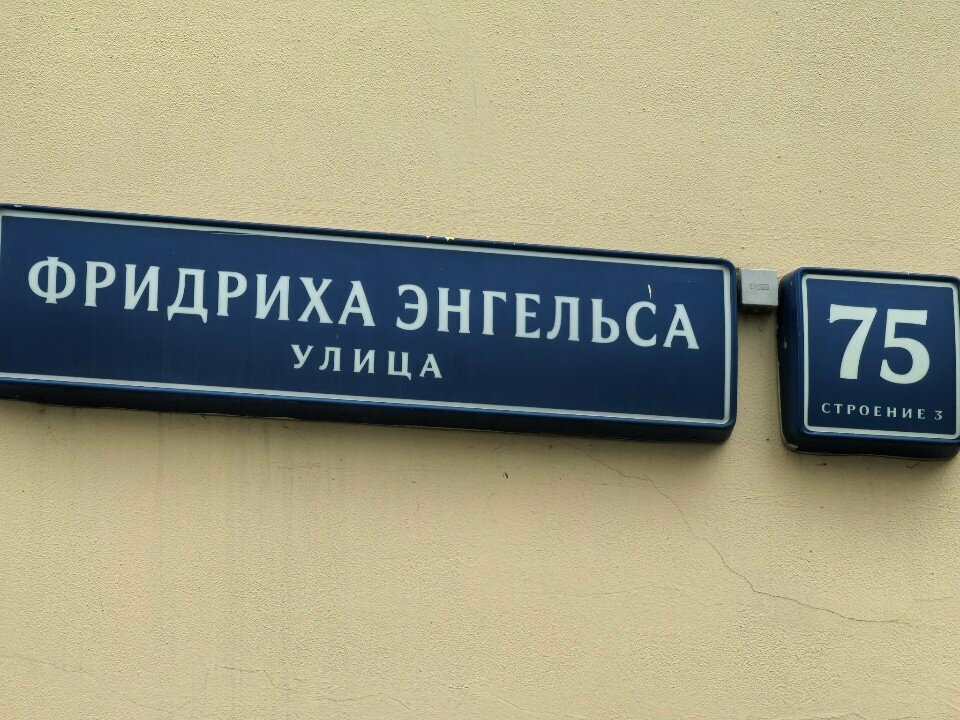 ФРИДРИХА ЭНГЕЛЬСА
УЛИЦА
75
СТРОЕНИЕ 3